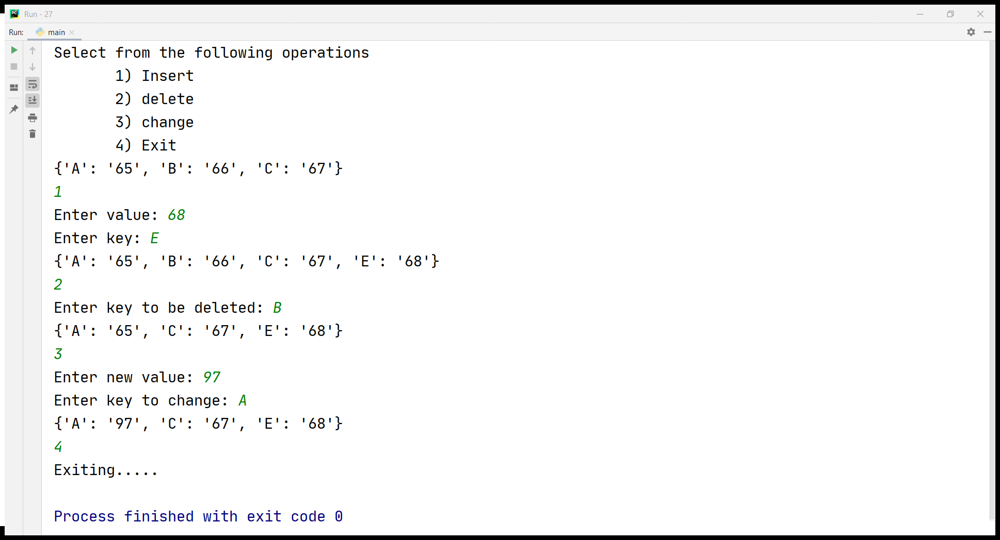 Run - 27
Run: main
Select from the following operations
1) Insert
2) delete
3) change
4) Exit
{'A': '65', 'B': '66', 'C': '67'}
1
Enter value: 68
Enter key: E
{'A': '65', 'B': '66', 'C': '67', 'E': '68'}
2
Enter key to be deleted: B
{'A': '65', 'C': '67', 'E': '68'}
3
Enter new value: 97
Enter key to change: A
{'A': '97', 'C': '67', 'E': '68'}
4
Exiting.....
Process finished with exit code 0